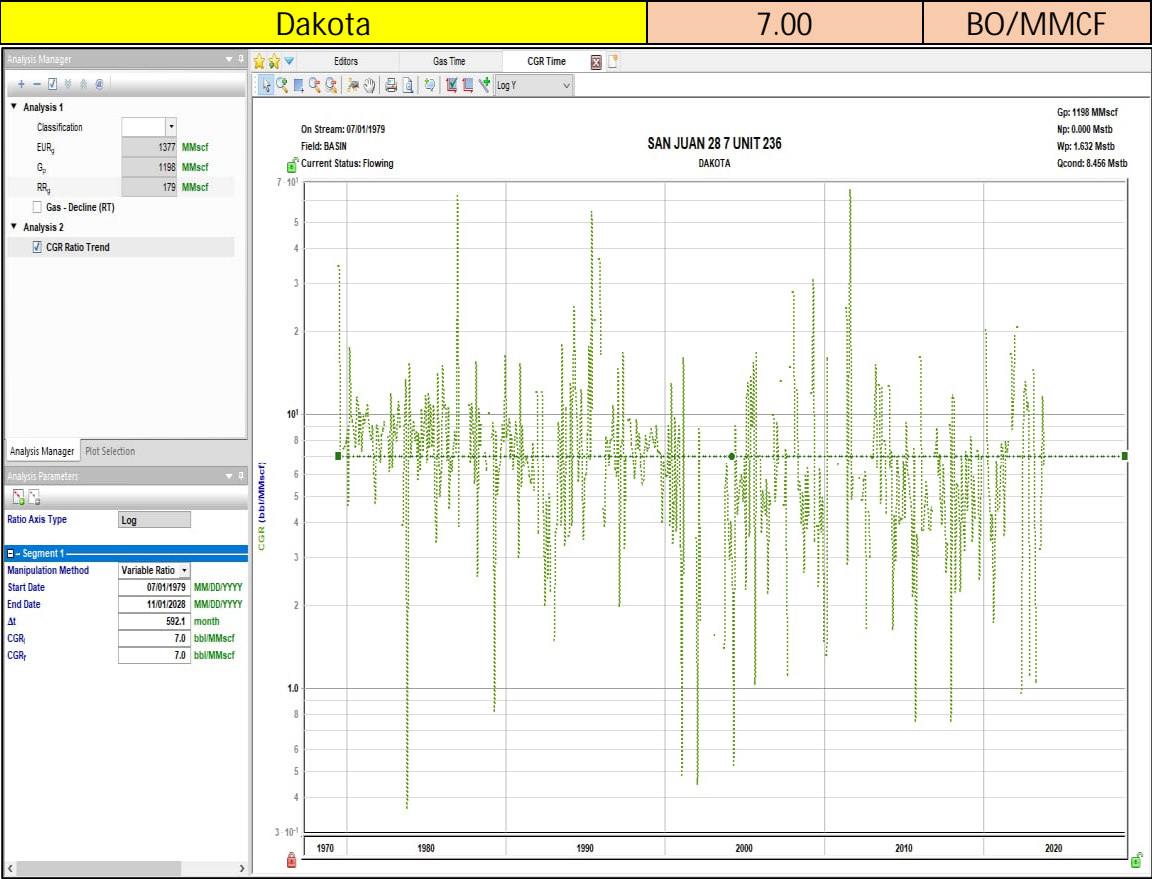 Dakota 7.00 BO/MMCF
Analysis Manager
Editors Gas Time CGR Time
Log Y
Analysis 1
Classification
EURg 1377 MMscf
Gp 1198 MMscf
RRg 179 MMscf
Gas - Decline (RT)
Analysis 2
CGR Ratio Trend
Analysis Manager Plot Selection
Analysis Parameters
Ratio Axis Type Log
Segment 1
Manipulation Method Variable Ratio
Start Date 07/01/1979 MM/DD/YYYY
End Date 11/01/2028 MM/DD/YYYY
Δt 592.1 month
CGRi 7.0 bbl/MMscf
CGRf 7.0 bbl/MMscf
On Stream: 07/01/1979
Field: BASIN
Current Status: Flowing
SAN JUAN 28 7 UNIT 236
DAKOTA
Gp: 1198 MMscf
Np: 0.000 Mstb
Wp: 1.632 Mstb
Qcond: 8.456 Mstb
CGR (bbl/MMscf)
7·10¹
5
4
3
2
10¹
8
6
5
4
3
2
1.0
8
6
5
4
3·10⁻¹
1970 1980 1990 2000 2010 2020